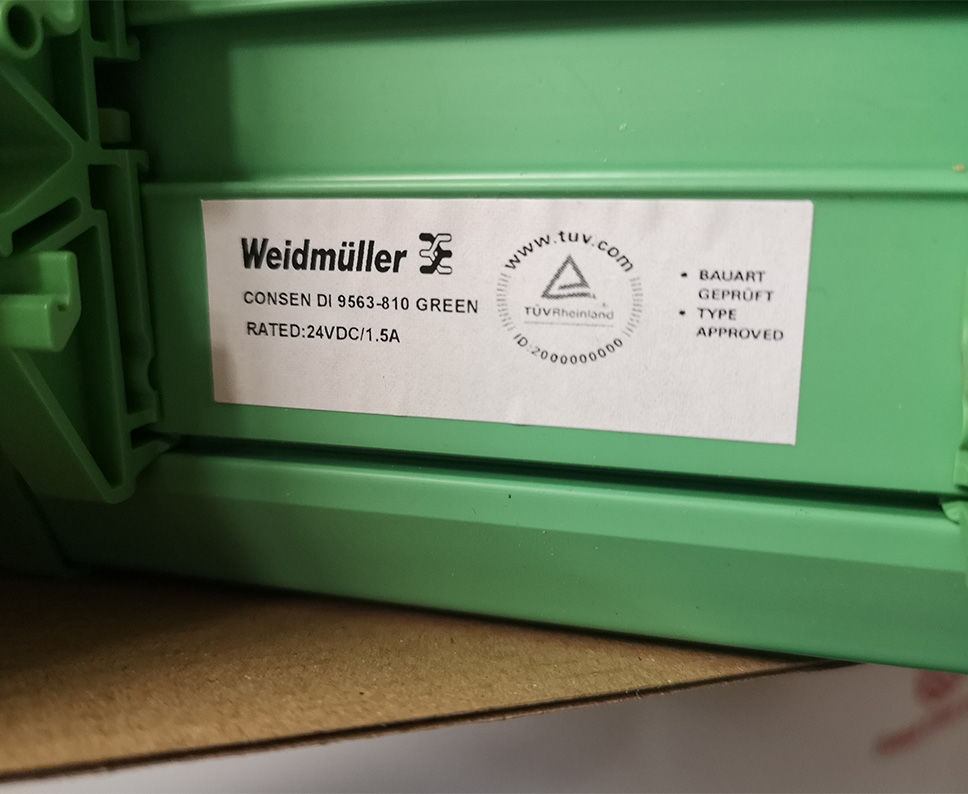 Weidmüller
CONSEN DI 9563-810 GREEN
RATED:24VDC/1.5A
www.tuv.com
TÜVRheinland
®
ID:2000000000
• BAUART
GEPRÜFT
• TYPE
APPROVED